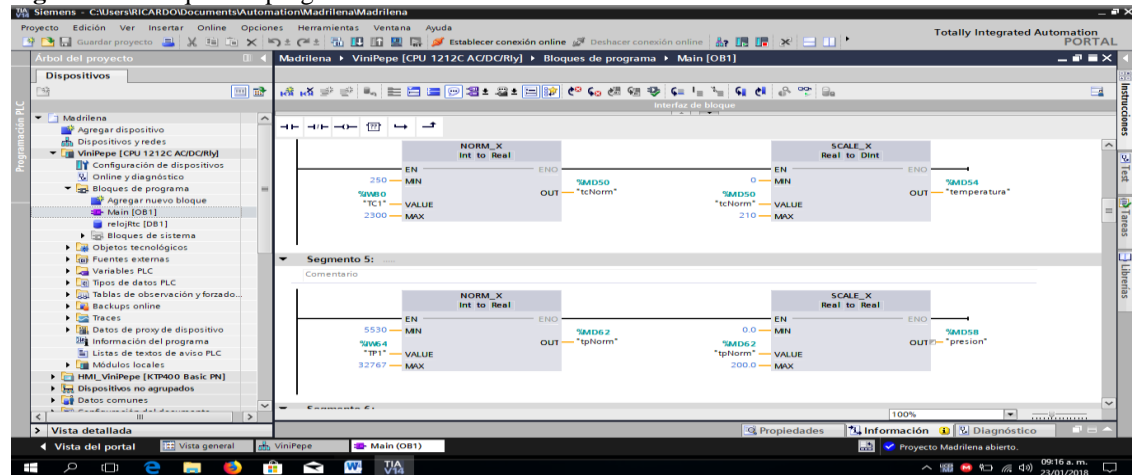 Siemens - C:\Users\RICARDO\Documents\Automation\Madrilena\Madrilena
Proyecto Edición Ver Insertar Online Opciones Herramientas Ventana Ayuda
Totally Integrated Automation
PORTAL
Guardar proyecto
Establecer conexión online
Deshacer conexión online
Árbol del proyecto
Madrilena ▸ ViniPepe [CPU 1212C AC/DC/Rly] ▸ Bloques de programa ▸ Main [OB1]
Dispositivos
Interfaz de bloque
Programación PLC
Madrilena
Agregar dispositivo
Dispositivos y redes
ViniPepe [CPU 1212C AC/DC/Rly]
Configuración de dispositivos
Online y diagnóstico
Bloques de programa
Agregar nuevo bloque
Main [OB1]
relojRtc [DB1]
Bloques de sistema
Objetos tecnológicos
Fuentes externas
Variables PLC
Tipos de datos PLC
Tablas de observación y forzado...
Backups online
Traces
Datos de proxy de dispositivo
Información del programa
Listas de textos de aviso PLC
Módulos locales
HMI_ViniPepe [KTP400 Basic PN]
Dispositivos no agrupados
Datos comunes
Vista detallada
??
NORM_X
Int to Real
EN ENO
250 MIN
%MD50
OUT "tcNorm"
%IW80
"TC1" VALUE
2300 MAX
SCALE_X
Real to DInt
EN ENO
0 MIN
%MD54
OUT "temperatura"
%MD50
"tcNorm" VALUE
210 MAX
Segmento 5:
Comentario
NORM_X
Int to Real
EN ENO
5530 MIN
%MD62
OUT "tpNorm"
%IW64
"TP1" VALUE
32767 MAX
SCALE_X
Real to Real
EN ENO
0.0 MIN
%MD58
OUT "presion"
%MD62
"tpNorm" VALUE
200.0 MAX
100%
Propiedades Información Diagnóstico
Instrucciones
Test
Tareas
Librerías
Vista del portal Vista general ViniPepe Main (OB1)
Proyecto Madrilena abierto.
TIA
V14
09:16 a. m.
23/01/2018